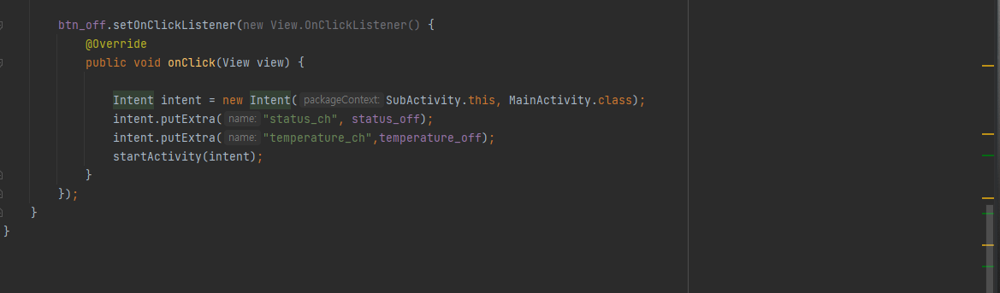 btn_off.setOnClickListener(new View.OnClickListener() {
@Override
public void onClick(View view) {
Intent intent = new Intent( packageContext: SubActivity.this, MainActivity.class);
intent.putExtra( name: "status_ch", status_off);
intent.putExtra( name: "temperature_ch",temperature_off);
startActivity(intent);
}
});
}
}